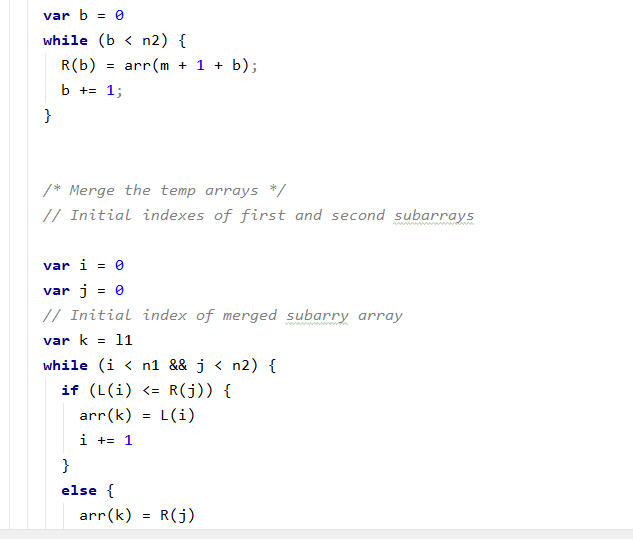 var b = 0
while (b < n2) {
R(b) = arr(m + 1 + b);
b += 1;
}
/* Merge the temp arrays */
// Initial indexes of first and second subarrays
var i = 0
var j = 0
// Initial index of merged subarry array
var k = l1
while (i < n1 && j < n2) {
if (L(i) <= R(j)) {
arr(k) = L(i)
i += 1
}
else {
arr(k) = R(j)